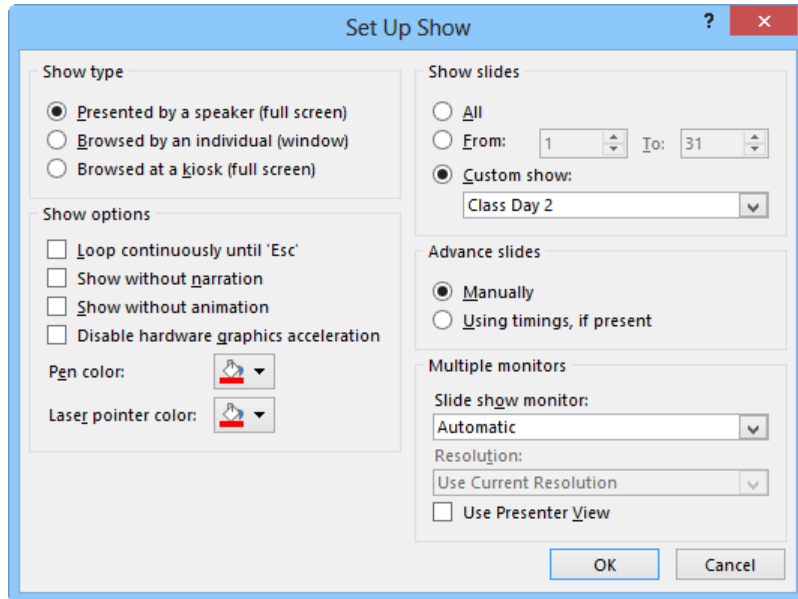 Set Up Show
?
Show type
Presented by a speaker (full screen)
Browsed by an individual (window)
Browsed at a kiosk (full screen)
Show options
Loop continuously until 'Esc'
Show without narration
Show without animation
Disable hardware graphics acceleration
Pen color:
Laser pointer color:
Show slides
All
From: 1 To: 31
Custom show:
Class Day 2
Advance slides
Manually
Using timings, if present
Multiple monitors
Slide show monitor:
Automatic
Resolution:
Use Current Resolution
Use Presenter View
OK Cancel